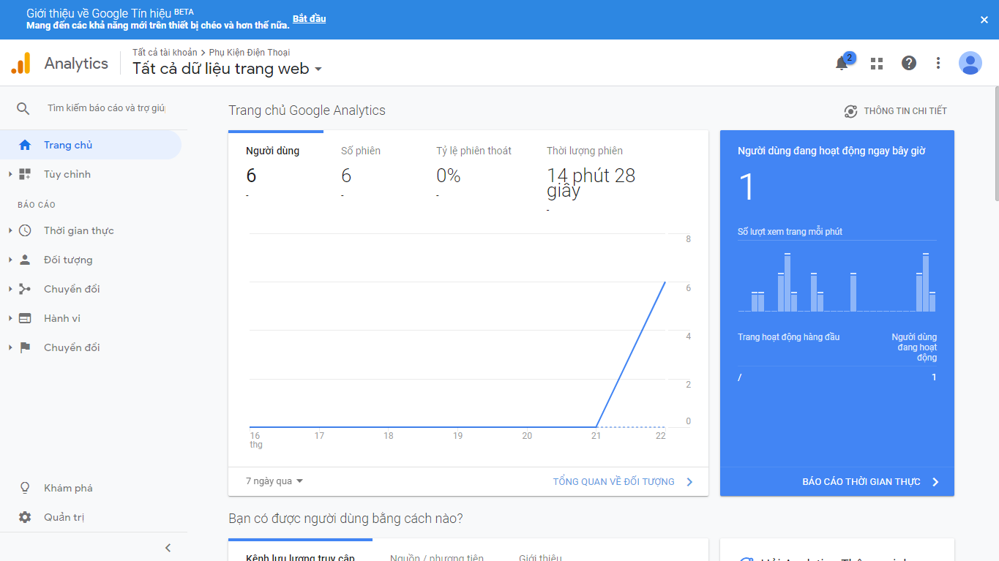 Giới thiệu về Google Tín hiệu BETA
Mang đến các khả năng mới trên thiết bị chéo và hơn thế nữa. Bắt đầu
Analytics
Tất cả tài khoản > Phụ Kiện Điện Thoại
Tất cả dữ liệu trang web
2
Tìm kiếm báo cáo và trợ giúp
Trang chủ
Tùy chỉnh
BÁO CÁO
Thời gian thực
Đối tượng
Chuyển đổi
Hành vi
Chuyển đổi
Khám phá
Quản trị
Trang chủ Google Analytics
THÔNG TIN CHI TIẾT
Người dùng
6
-
Số phiên
6
-
Tỷ lệ phiên thoát
0%
-
Thời lượng phiên
14 phút 28
giây
-
8
6
4
2
0
16 17 18 19 20 21 22
thg
7 ngày qua
TỔNG QUAN VỀ ĐỐI TƯỢNG
Người dùng đang hoạt động ngay bây giờ
1
Số lượt xem trang mỗi phút
Trang hoạt động hàng đầu
Người dùng
đang hoạt
động
/ 1
BÁO CÁO THỜI GIAN THỰC
Bạn có được người dùng bằng cách nào?
Kênh lưu lượng truy cập
Nguồn / phương tiện
Giới thiệu